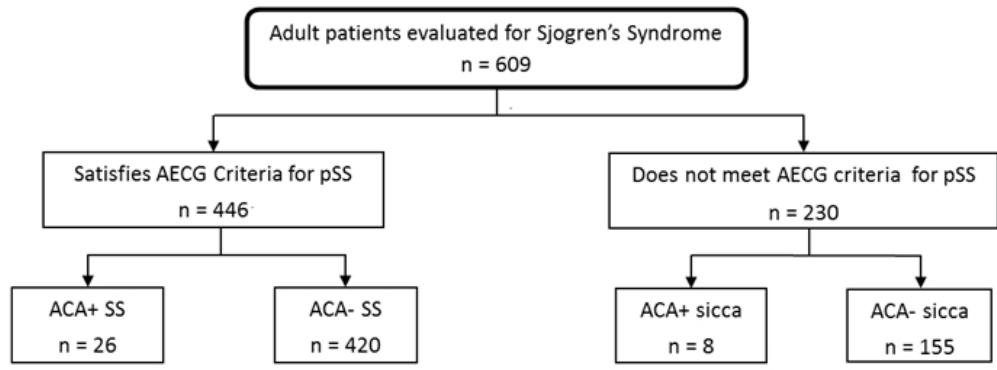 Adult patients evaluated for Sjogren's Syndrome
n = 609
Satisfies AECG Criteria for pSS
n = 446
Does not meet AECG criteria for pSS
n = 230
ACA+ SS
n = 26
ACA- SS
n = 420
ACA+ sicca
n = 8
ACA- sicca
n = 155